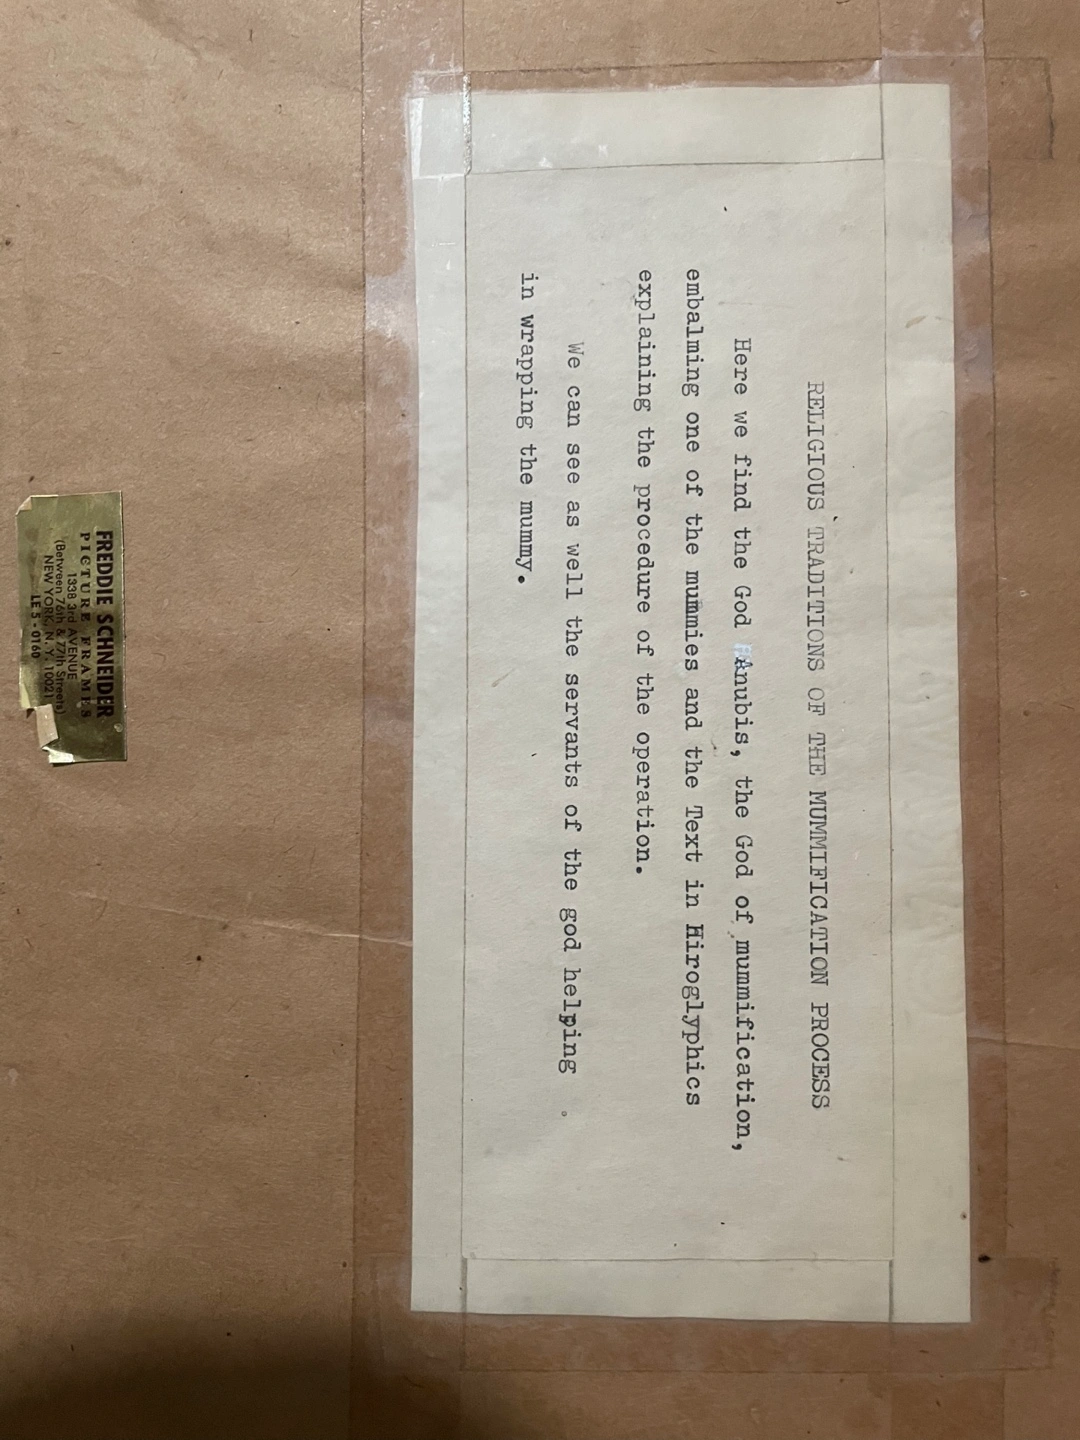 RELIGIOUS TRADITIONS OF THE MUMMIFICATION PROCESS
Here we find the God Anubis, the God of mummification,
embalming one of the mummies and the Text in Hiroglyphics
explaining the procedure of the operation.
We can see as well the servants of the god helping
in wrapping the mummy.
FREDDIE SCHNEIDER
PICTURE FRAMES
1338 3rd AVENUE
(Between 76th & 77th Streets)
NEW YORK, N. Y. 10021
LE 5 - 0160